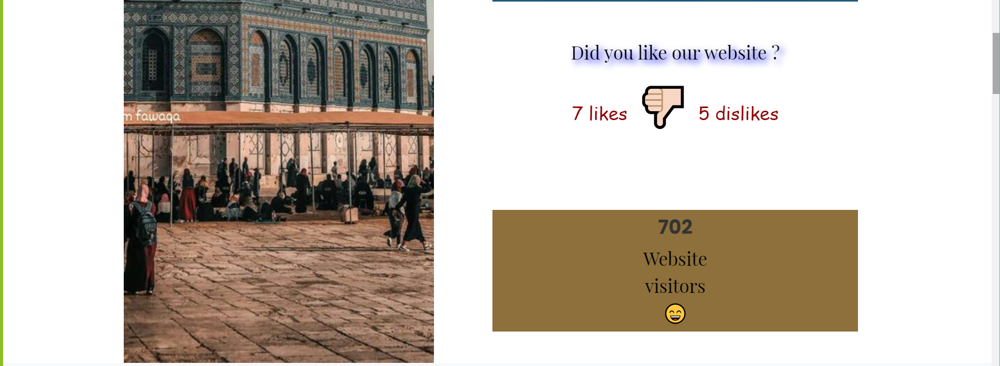 m fawaqa
Did you like our website ?
7 likes 5 dislikes
702
Website
visitors